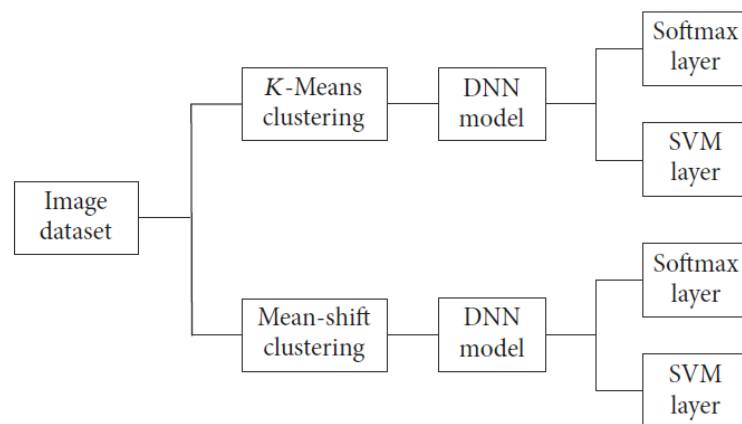 Image
dataset
K-Means
clustering
DNN
model
Softmax
layer
SVM
layer
Mean-shift
clustering
DNN
model
Softmax
layer
SVM
layer